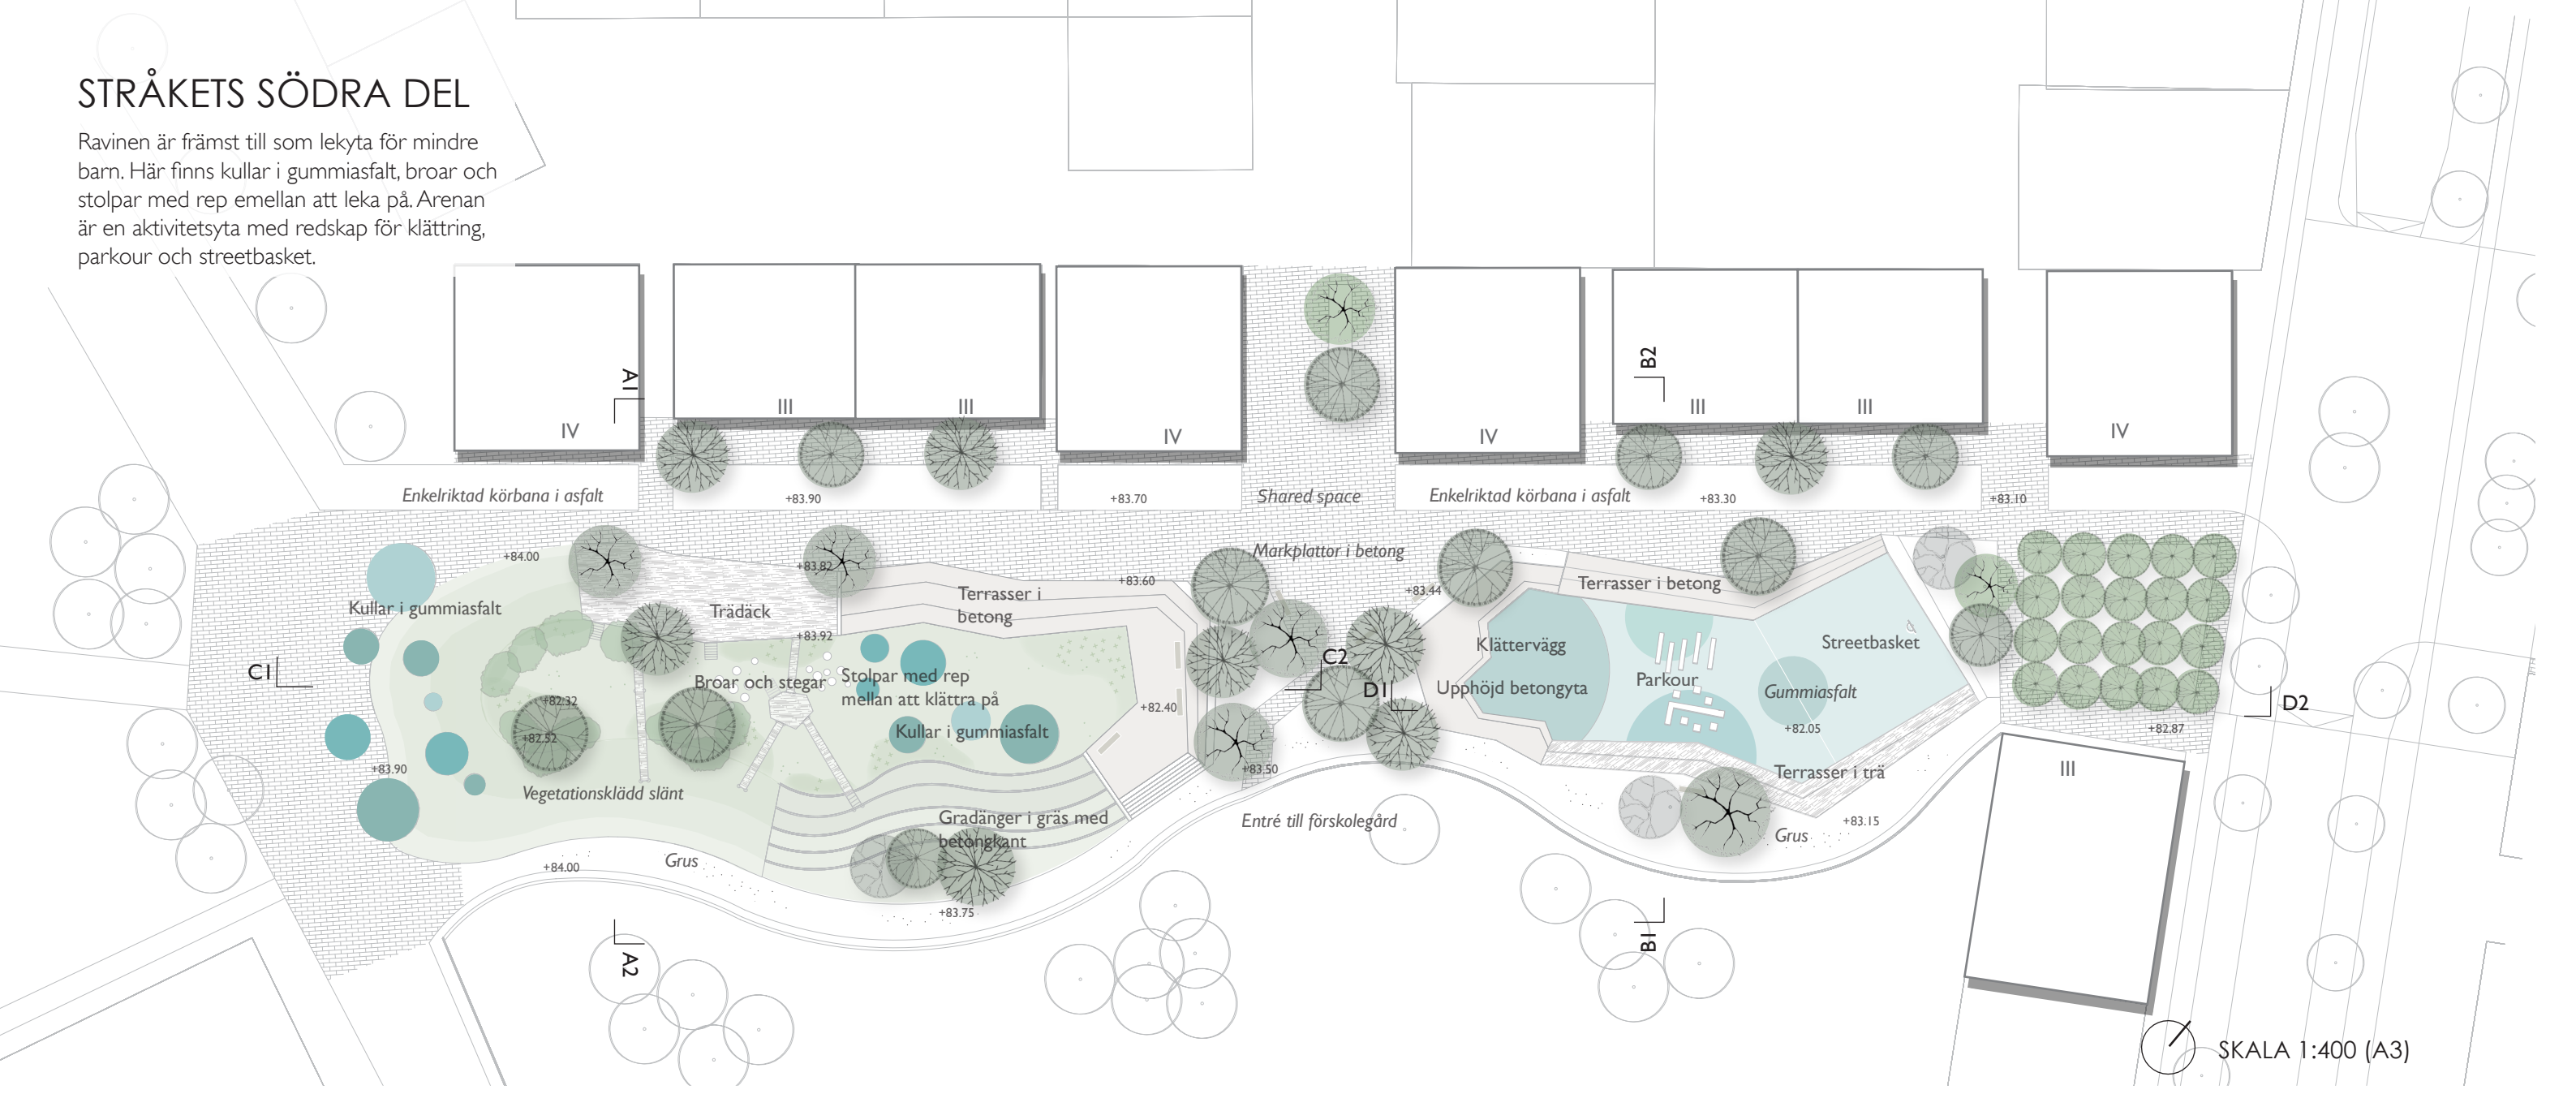 STRÅKETS SÖDRA DEL
Ravinen är främst till som lekyta för mindre
barn. Här finns kullar i gummiasfalt, broar och
stolpar med rep emellan att leka på. Arenan
är en aktivitetsyta med redskap för klättring,
parkour och streetbasket.
A1
B2
III
III
III
III
IV
IV
IV
IV
Enkelriktad körbana i asfalt
+83.90
+83.70
Shared space
Enkelriktad körbana i asfalt
+83.30
+83.10
+84.00
+83.82
Markplattor i betong
+83.60
+83.44
Terrasser i
betong
Terrasser i betong
Kullar i gummiasfalt
Trädäck
+83.92
Klättervägg
Streetbasket
C1
C2
Broar och stegar
Stolpar med rep
mellan att klättra på
D1
Upphöjd betongyta
Parkour
Gummiasfalt
D2
+82.32
+82.40
+82.52
Kullar i gummiasfalt
+82.05
+82.87
+83.90
+83.50
Terrasser i trä
III
Vegetationsklädd slänt
Gradänger i gräs med
betongkant
Entré till förskolegård
+83.15
Grus
Grus
+84.00
+83.75
A2
B1
SKALA 1:400 (A3)